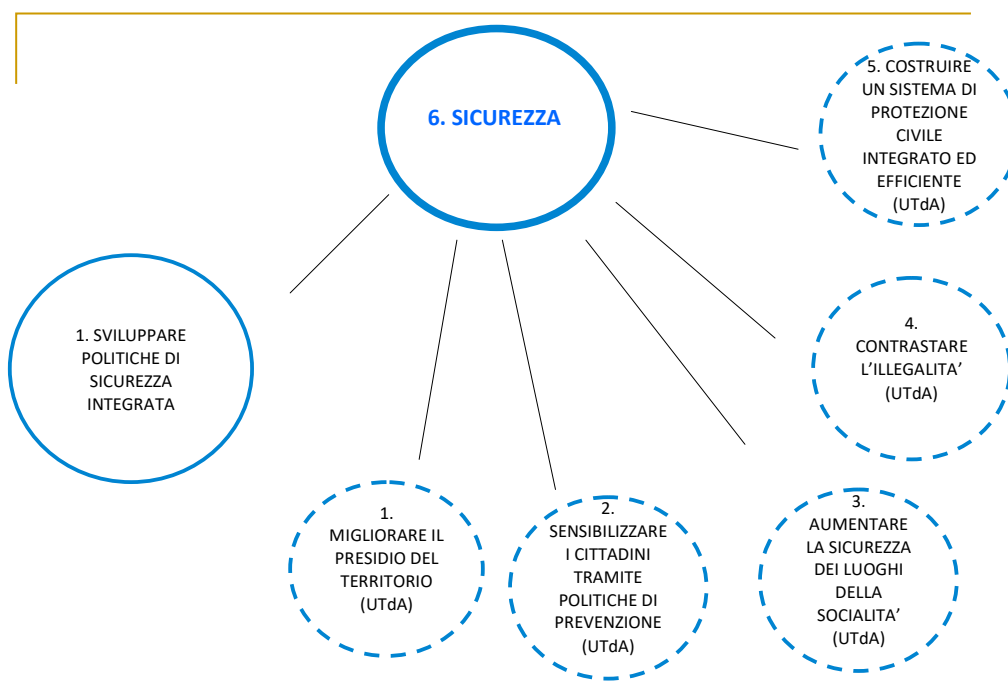 6. SICUREZZA
1. SVILUPPARE
POLITICHE DI
SICUREZZA
INTEGRATA
1.
MIGLIORARE IL
PRESIDIO DEL
TERRITORIO
(UTdA)
2.
SENSIBILIZZARE
I CITTADINI
TRAMITE
POLITICHE DI
PREVENZIONE
(UTdA)
3.
AUMENTARE
LA SICUREZZA
DEI LUOGHI
DELLA
SOCIALITA’
(UTdA)
4.
CONTRASTARE
L’ILLEGALITA’
(UTdA)
5. COSTRUIRE
UN SISTEMA DI
PROTEZIONE
CIVILE
INTEGRATO ED
EFFICIENTE
(UTdA)